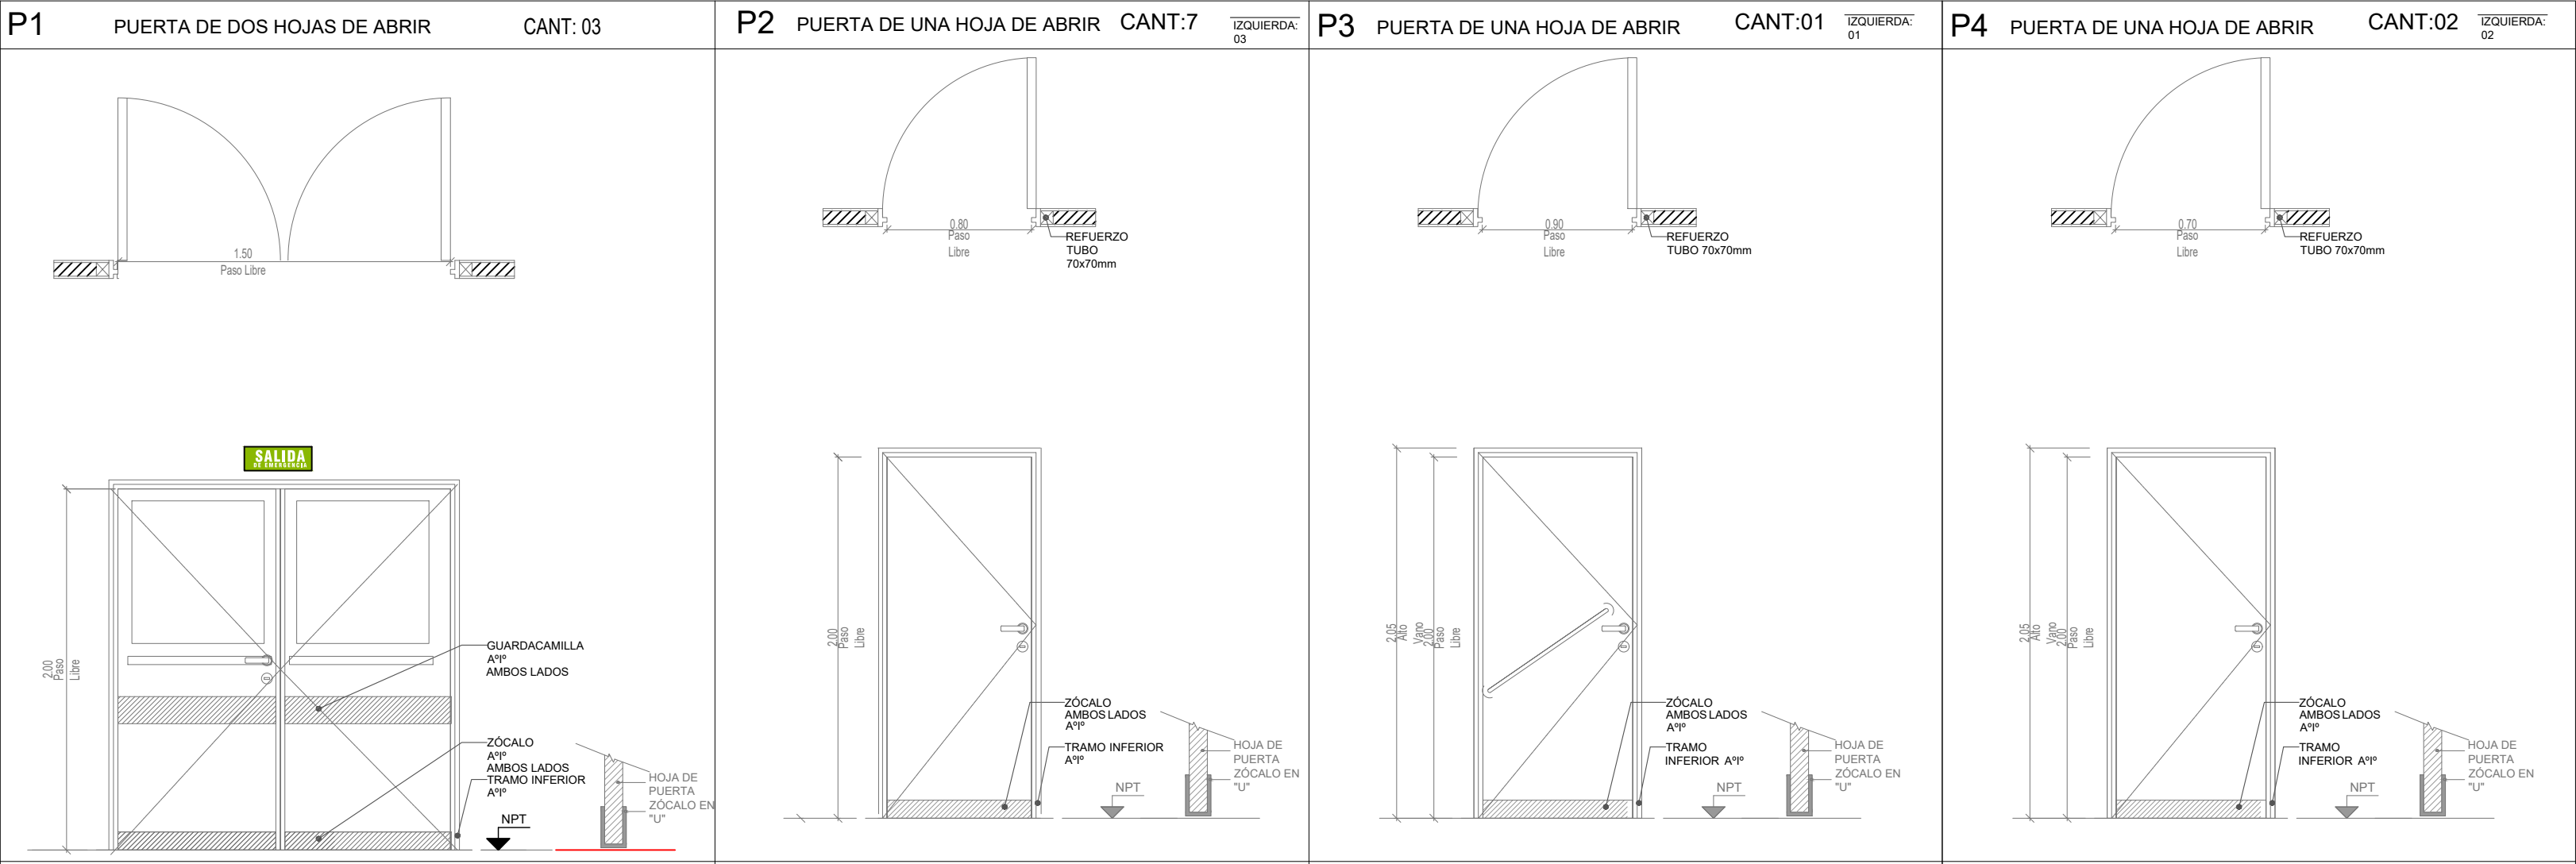 P1 PUERTA DE DOS HOJAS DE ABRIR CANT: 03
1.50
Paso Libre
SALIDA
DE EMERGENCIA
2.00
Paso
Libre
GUARDACAMILLA
AºIº
AMBOS LADOS
ZÓCALO
AºIº
AMBOS LADOS
TRAMO INFERIOR
AºIº
NPT
HOJA DE
PUERTA
ZÓCALO EN
"U"
P2 PUERTA DE UNA HOJA DE ABRIR CANT:7 IZQUIERDA:
03
0.80
Paso
Libre
REFUERZO
TUBO
70x70mm
2.00
Paso
Libre
ZÓCALO
AMBOS LADOS
AºIº
TRAMO INFERIOR
AºIº
NPT
HOJA DE
PUERTA
ZÓCALO EN
"U"
P3 PUERTA DE UNA HOJA DE ABRIR CANT:01 IZQUIERDA:
01
0.90
Paso
Libre
REFUERZO
TUBO 70x70mm
2.05
Alto
Vano
2.00
Paso
Libre
ZÓCALO
AMBOS LADOS
AºIº
TRAMO
INFERIOR AºIº
NPT
HOJA DE
PUERTA
ZÓCALO EN
"U"
P4 PUERTA DE UNA HOJA DE ABRIR CANT:02 IZQUIERDA:
02
0.70
Paso
Libre
REFUERZO
TUBO 70x70mm
2.05
Alto
Vano
2.00
Paso
Libre
ZÓCALO
AMBOS LADOS
AºIº
TRAMO
INFERIOR AºIº
NPT
HOJA DE
PUERTA
ZÓCALO EN
"U"